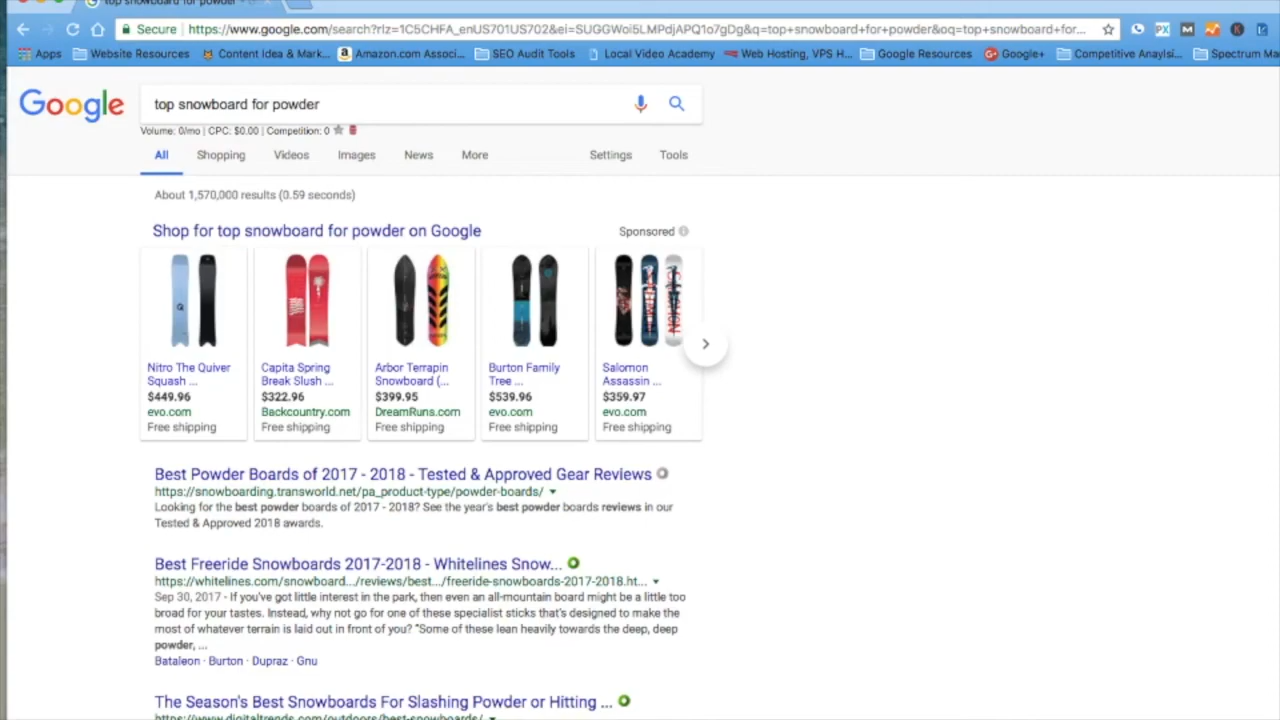 top snowboard for powder
Secure https://www.google.com/search?rlz=1C5CHFA_enUS701US702&ei=SUGGWoi5LMPdjAPQ1o7gDg&q=top+snowboard+for+powder&oq=top+snowboard+for...
Apps Website Resources Content Idea & Mark... Amazon.com Associ... SEO Audit Tools Local Video Academy Web Hosting, VPS H... Google Resources Google+ Competitive Anaylsi... Spectrum Ma
Google top snowboard for powder
Volume: 0/mo | CPC: $0.00 | Competition: 0
All Shopping Videos Images News More Settings Tools
About 1,570,000 results (0.59 seconds)
Shop for top snowboard for powder on Google Sponsored
Nitro The Quiver Capita Spring Arbor Terrapin Burton Family Salomon
Squash ... Break Slush ... Snowboard (... Tree ... Assassin ...
$449.96 $322.96 $399.95 $539.96 $359.97
evo.com Backcountry.com DreamRuns.com evo.com evo.com
Free shipping Free shipping Free shipping Free shipping Free shipping
Best Powder Boards of 2017 - 2018 - Tested & Approved Gear Reviews
https://snowboarding.transworld.net/pa_product-type/powder-boards/
Looking for the best powder boards of 2017 - 2018? See the year's best powder boards reviews in our
Tested & Approved 2018 awards.
Best Freeride Snowboards 2017-2018 - Whitelines Snow...
https://whitelines.com/snowboard.../reviews/best.../freeride-snowboards-2017-2018.ht...
Sep 30, 2017 - If you've got little interest in the park, then even an all-mountain board might be a little too
broad for your tastes. Instead, why not go for one of these specialist sticks that's designed to make the
most of whatever terrain is laid out in front of you? "Some of these lean heavily towards the deep, deep
powder, ...
Bataleon · Burton · Dupraz · Gnu
The Season's Best Snowboards For Slashing Powder or Hitting ...
https://www.digitaltrends.com/outdoors/best-snowboards/